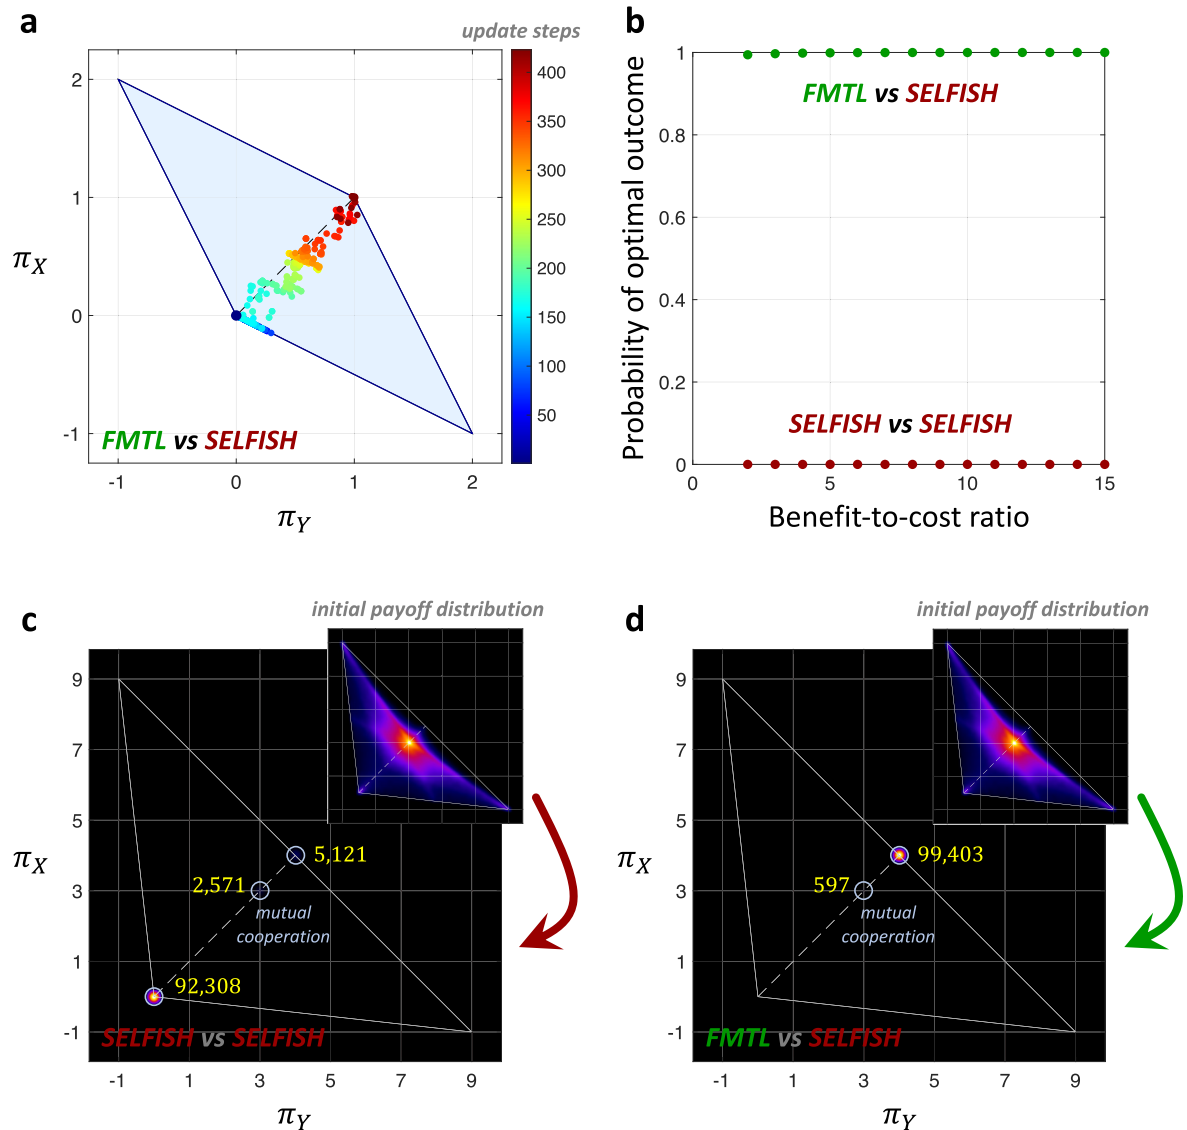 a
update steps
2
1
0
-1
-1
0
1
2
π_X
π_Y
400
350
300
250
200
150
100
50
FMTL vs SELFISH
b
Probability of optimal outcome
1
0.8
0.6
0.4
0.2
0
0
5
10
15
FMTL vs SELFISH
SELFISH vs SELFISH
Benefit-to-cost ratio
c
initial payoff distribution
9
7
5
3
1
-1
π_X
5,121
2,571
mutual
cooperation
92,308
SELFISH vs SELFISH
-1
1
3
5
7
9
π_Y
d
initial payoff distribution
9
7
5
3
1
-1
π_X
99,403
597
mutual
cooperation
FMTL vs SELFISH
-1
1
3
5
7
9
π_Y